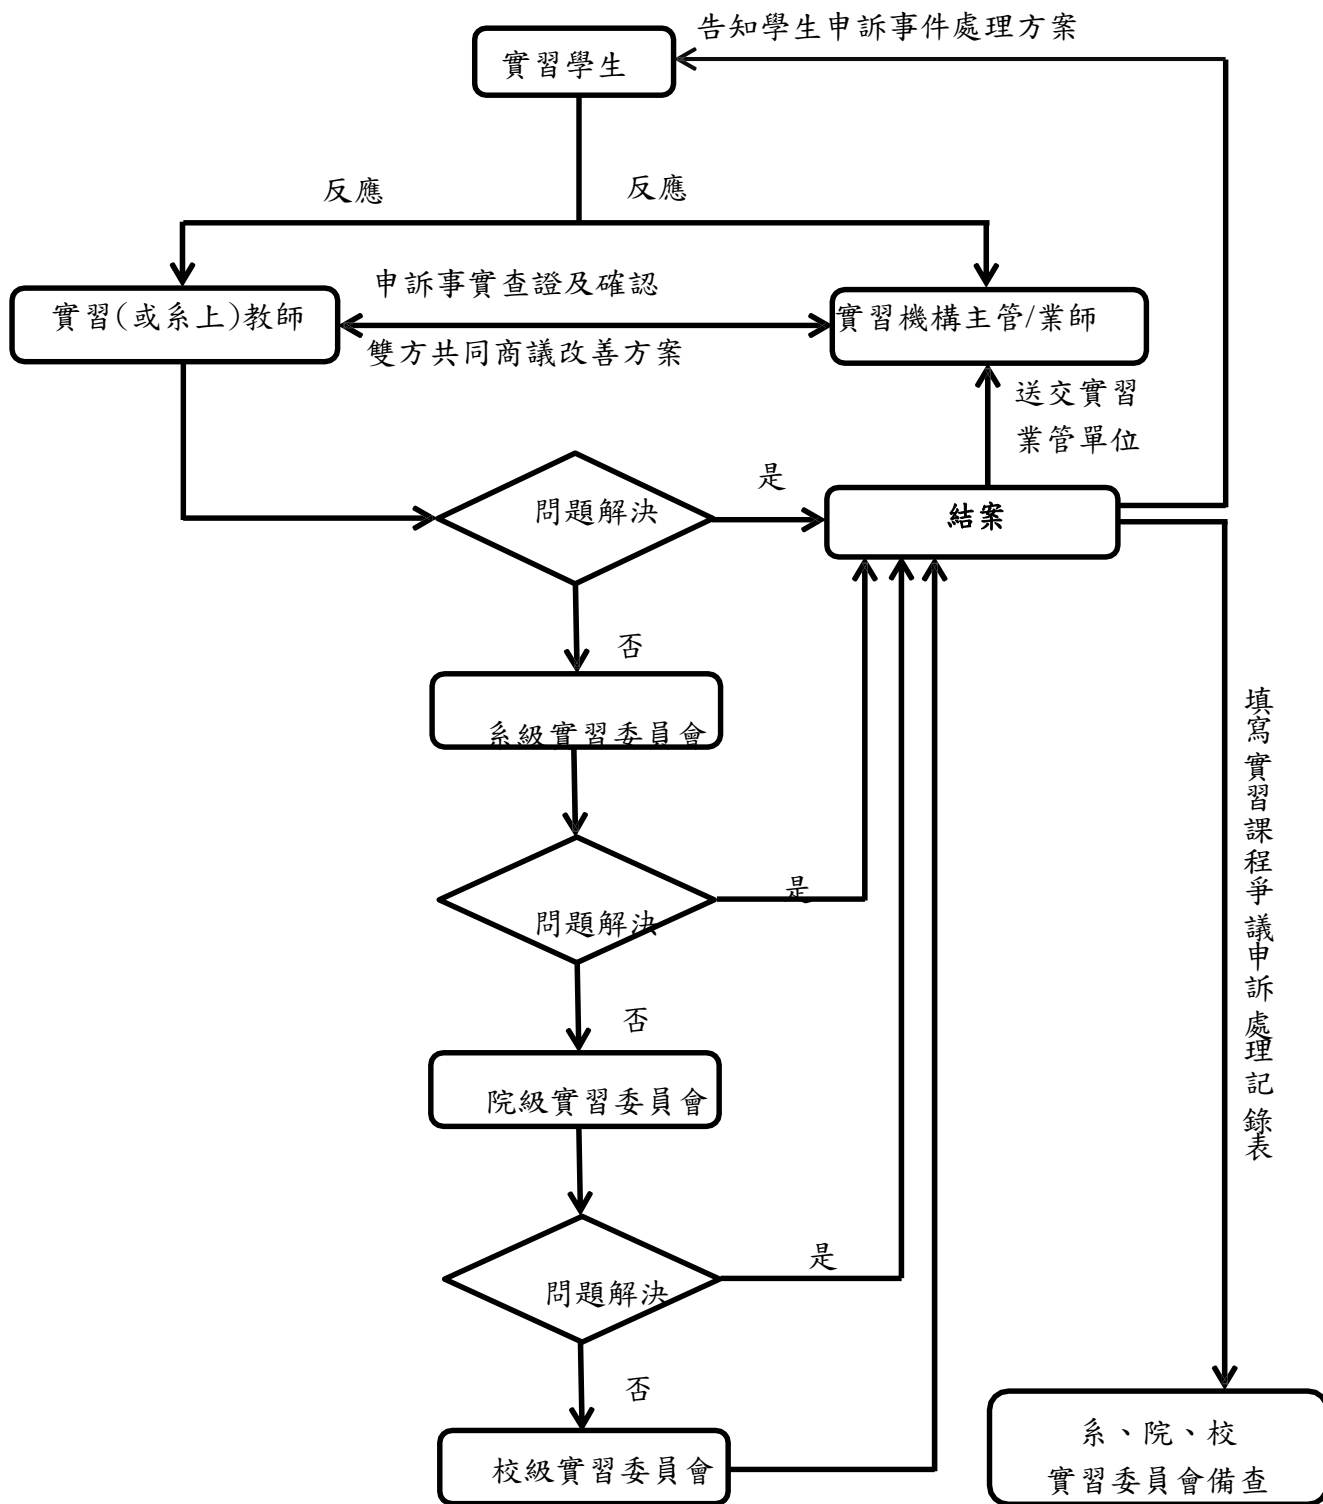 告知學生申訴事件處理方案
實習學生
反應
反應
申訴事實查證及確認
實習(或系上)教師
實習機構主管/業師
雙方共同商議改善方案
送交實習
業管單位
是
問題解決
結案
否
系級實習委員會
填寫實習課程爭議申訴處理記錄表
是
問題解決
否
院級實習委員會
是
問題解決
否
系、院、校
校級實習委員會
實習委員會備查